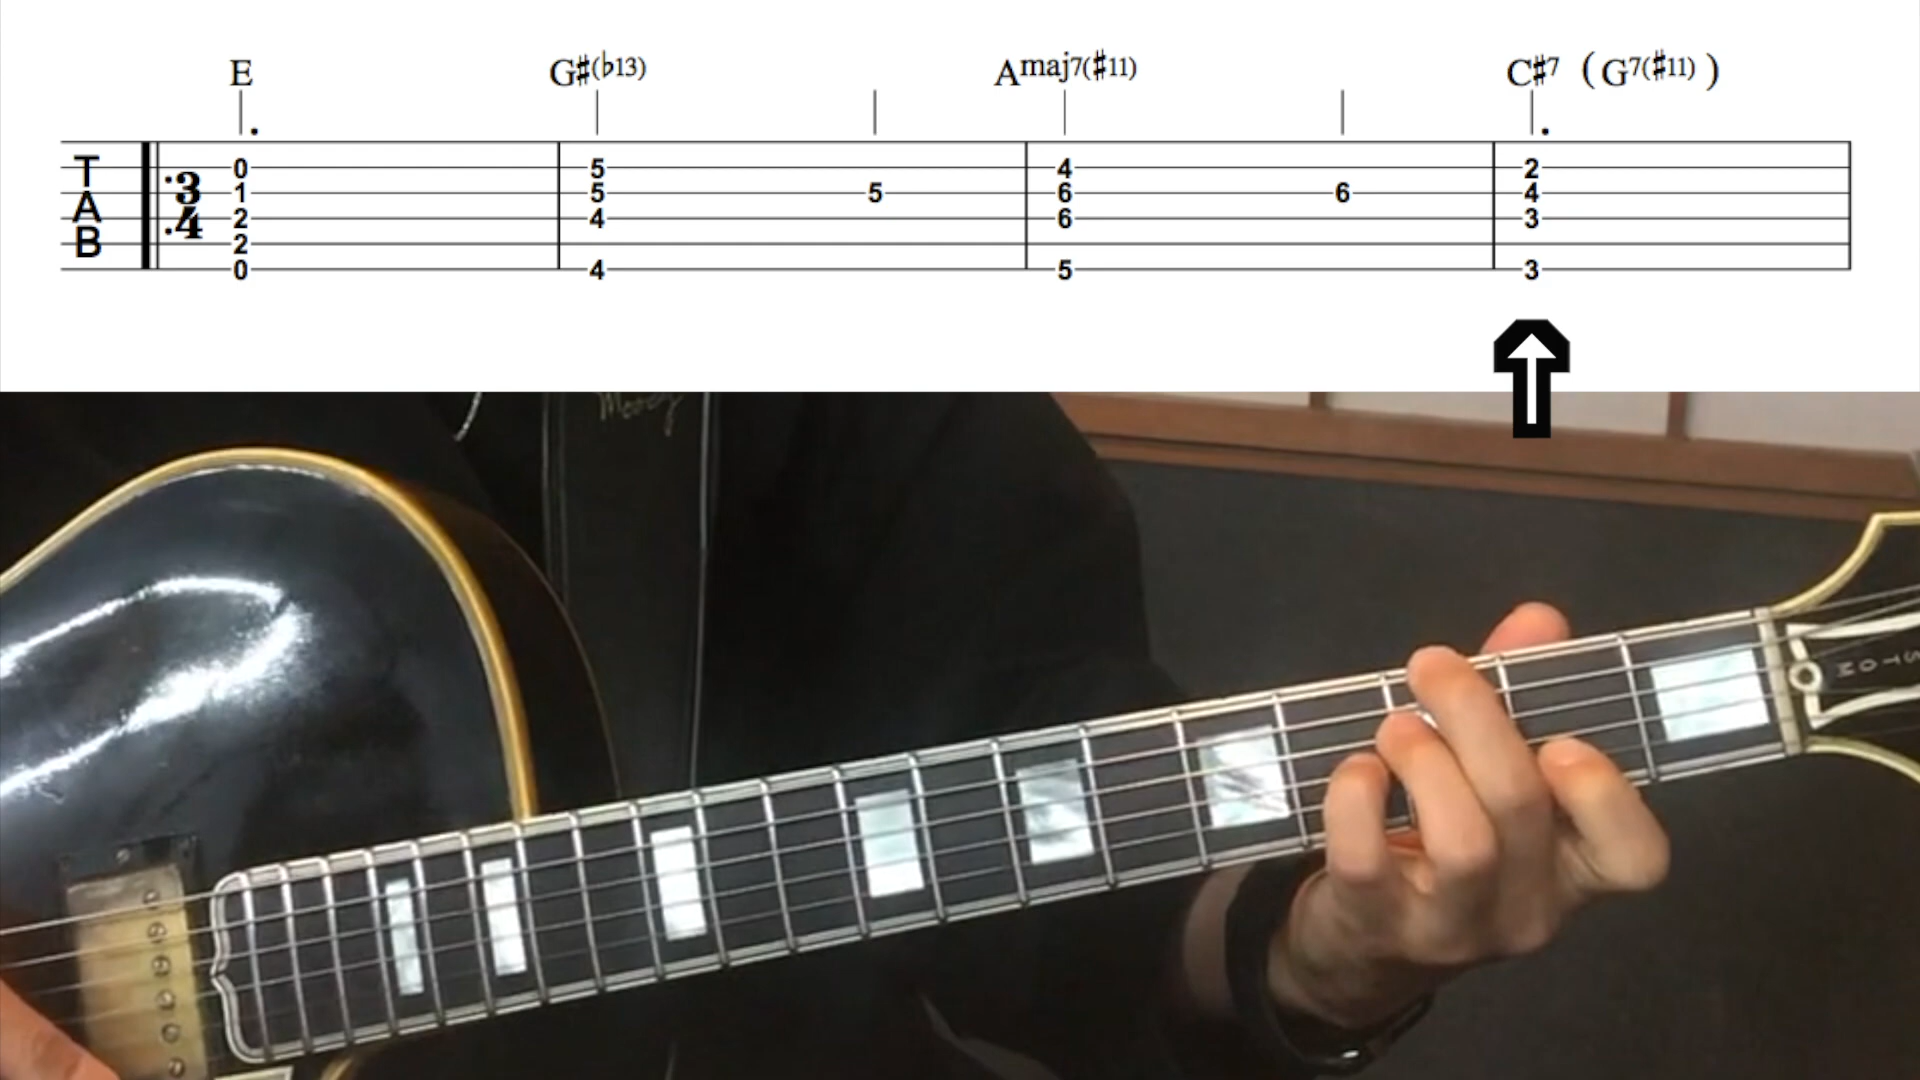 E G♯(♭13) Amaj7(♯11) C♯7 ( G7(♯11) )
T
A
B
3
4
0 5 4 2
1 5 5 6 6 4
2 4 6 3
2
0 4 5 3
Moody